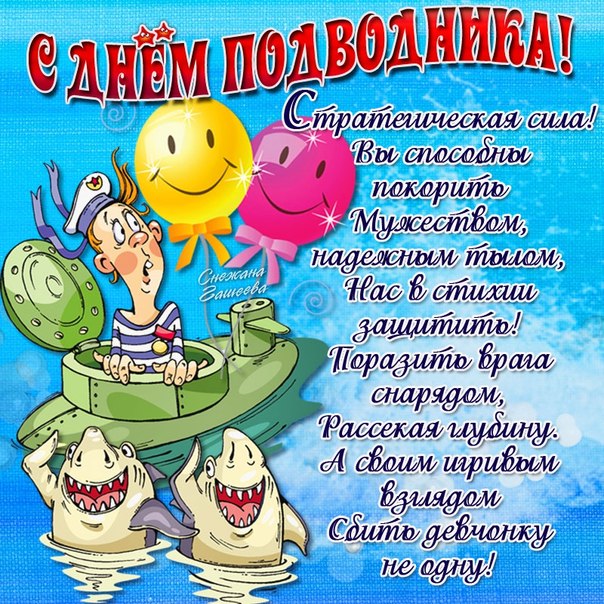 С ДНЁМ ПОДВОДНИКА!
Стратегическая сила!
Вы способны
покорить
Мужеством,
надежным тылом,
Нас в стихии
защитить!
Поразить врага
снарядом,
Рассекая глубину.
А своим игривым
взглядом
Сбить девчонку
не одну!
Снежана
Гашеева